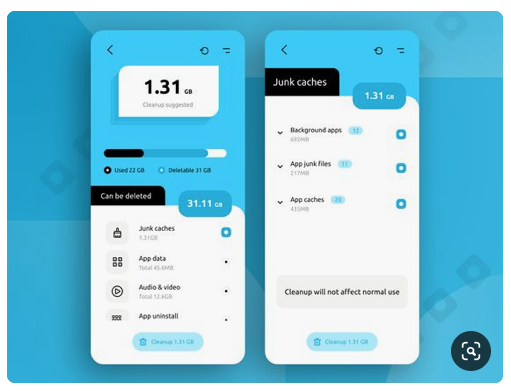 1.31 GB
Cleanup suggested
Used 22 GB
Deletable 31 GB
Can be deleted
31.11 GB
Junk caches
1.31GB
App data
Total 45.6MB
Audio & video
Total 12.6GB
App uninstall
Cleanup 1.31 GB
Junk caches
1.31 GB
Background apps 12
692MB
App junk files 11
217MB
App caches 20
435MB
Cleanup will not affect normal use
Cleanup 1.31 GB